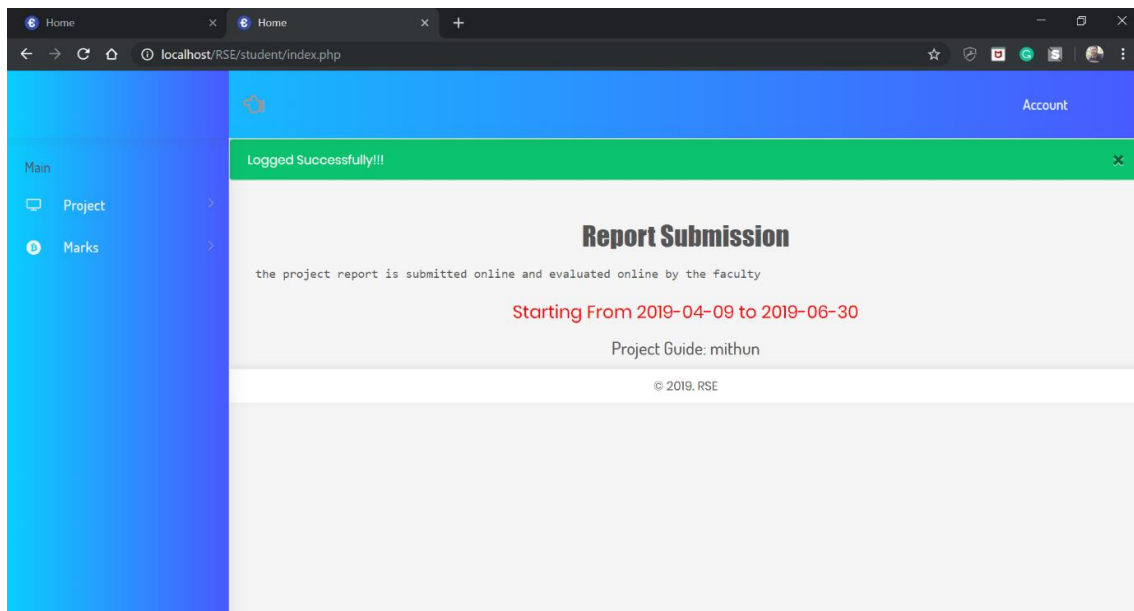 Home
Home
localhost/RSE/student/index.php
Account
Logged Successfully!!!
Main
Project
Marks
Report Submission
the project report is submitted online and evaluated online by the faculty
Starting From 2019-04-09 to 2019-06-30
Project Guide: mithun
© 2019. RSE